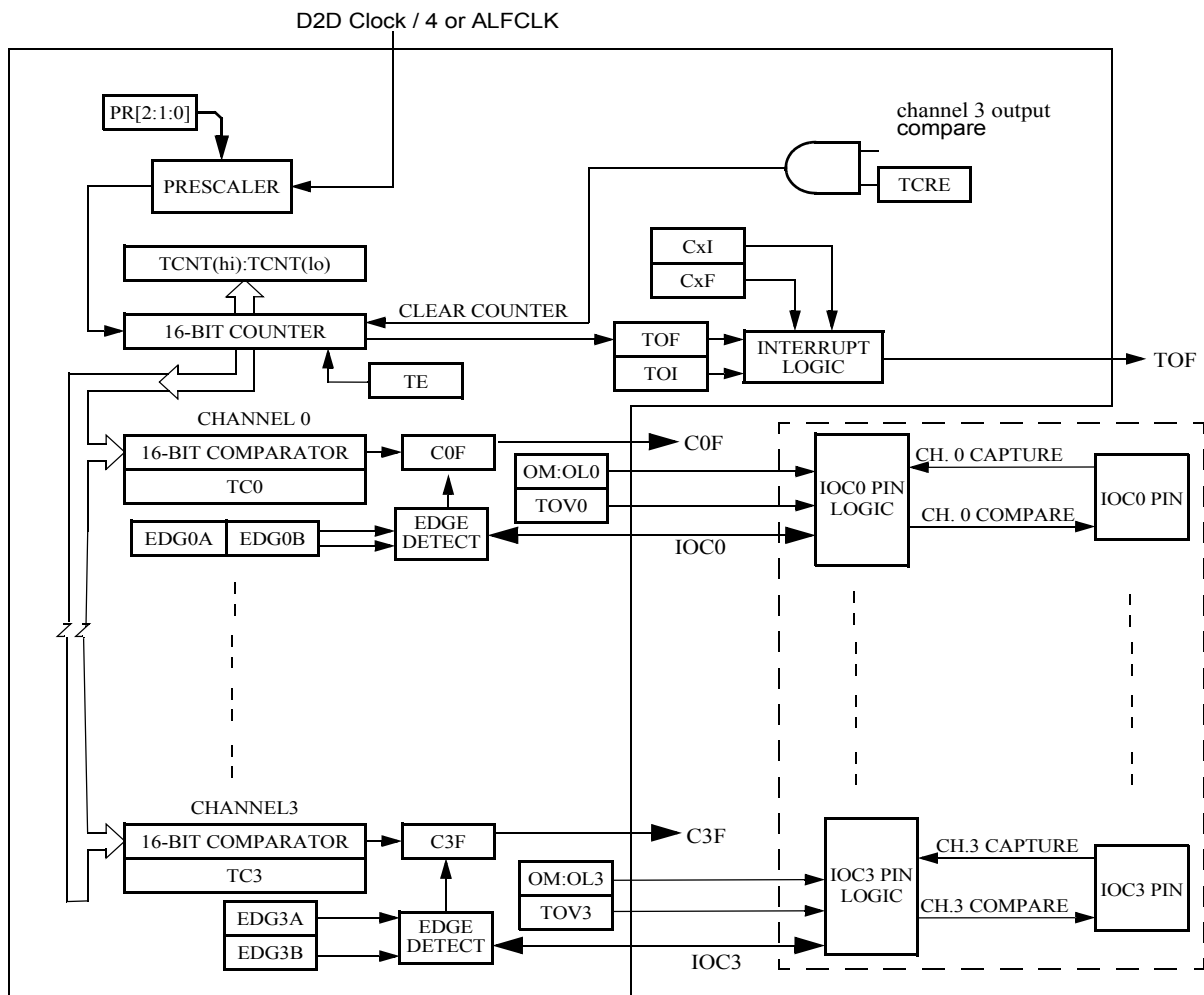 D2D Clock / 4 or ALFCLK
PR[2:1:0]
channel 3 output
compare
PRESCALER
TCRE
CxI
CxF
TCNT(hi):TCNT(lo)
CLEAR COUNTER
16-BIT COUNTER
TOF
TOI
INTERRUPT
LOGIC
TOF
TE
CHANNEL 0
16-BIT COMPARATOR
TC0
C0F
C0F
OM:OL0
TOV0
IOC0 PIN
LOGIC
CH. 0 CAPTURE
CH. 0 COMPARE
IOC0 PIN
EDG0A
EDG0B
EDGE
DETECT
IOC0
CHANNEL3
16-BIT COMPARATOR
TC3
C3F
C3F
OM:OL3
TOV3
IOC3 PIN
LOGIC
CH.3 CAPTURE
CH.3 COMPARE
IOC3 PIN
EDG3A
EDG3B
EDGE
DETECT
IOC3